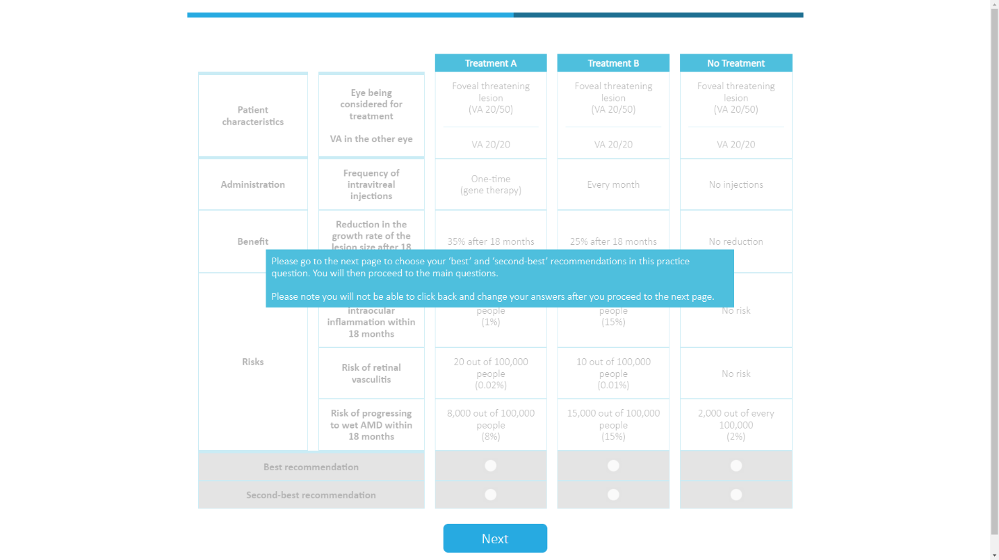 Treatment A
Treatment B
No Treatment
Patient
characteristics
Eye being
considered for
treatment
VA in the other eye
Foveal threatening
lesion
(VA 20/50)
VA 20/20
Foveal threatening
lesion
(VA 20/50)
VA 20/20
Foveal threatening
lesion
(VA 20/50)
VA 20/20
Administration
Frequency of
intravitreal
injections
One-time
(gene therapy)
Every month
No injections
Benefit
Reduction in the
growth rate of the
lesion size after 18
35% after 18 months
25% after 18 months
No reduction
Please go to the next page to choose your ‘best’ and ‘second-best’ recommendations in this practice
question. You will then proceed to the main questions.
Please note you will not be able to click back and change your answers after you proceed to the next page.
Risks
intraocular
inflammation within
18 months
people
(1%)
people
(15%)
No risk
Risk of retinal
vasculitis
20 out of 100,000
people
(0.02%)
10 out of 100,000
people
(0.01%)
No risk
Risk of progressing
to wet AMD within
18 months
8,000 out of 100,000
people
(8%)
15,000 out of 100,000
people
(15%)
2,000 out of every
100,000
(2%)
Best recommendation
Second-best recommendation
Next